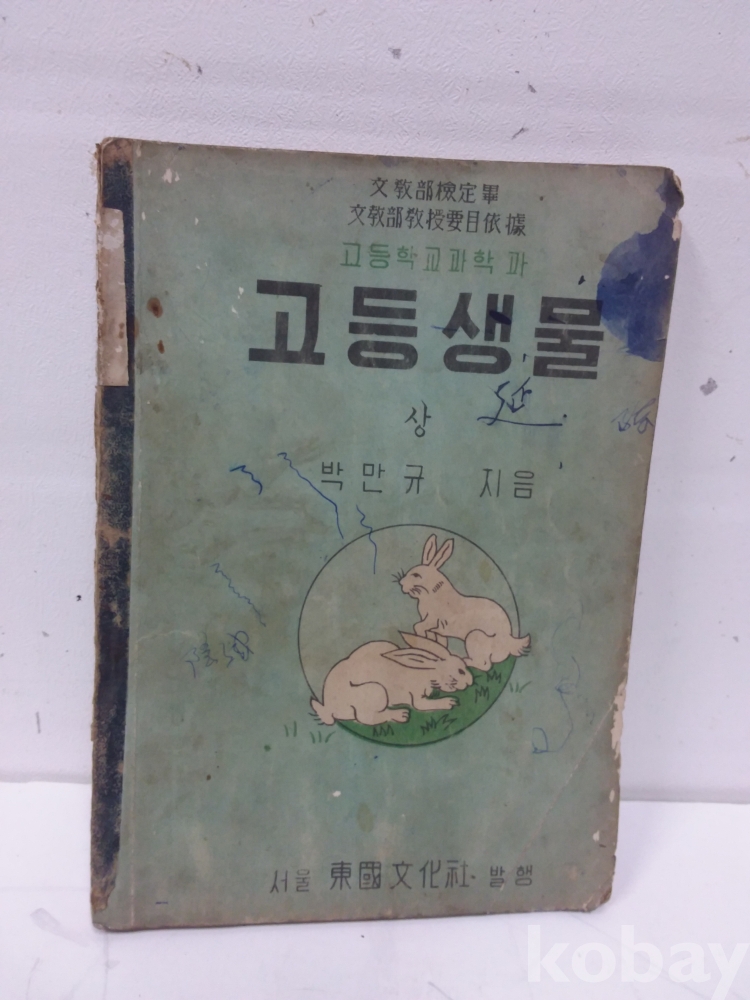 文敎部檢定畢
文敎部敎授要目依據
고등학교과학과
고등생물
상
延
박만규 지음
서울 東國文化社 발행
kobay